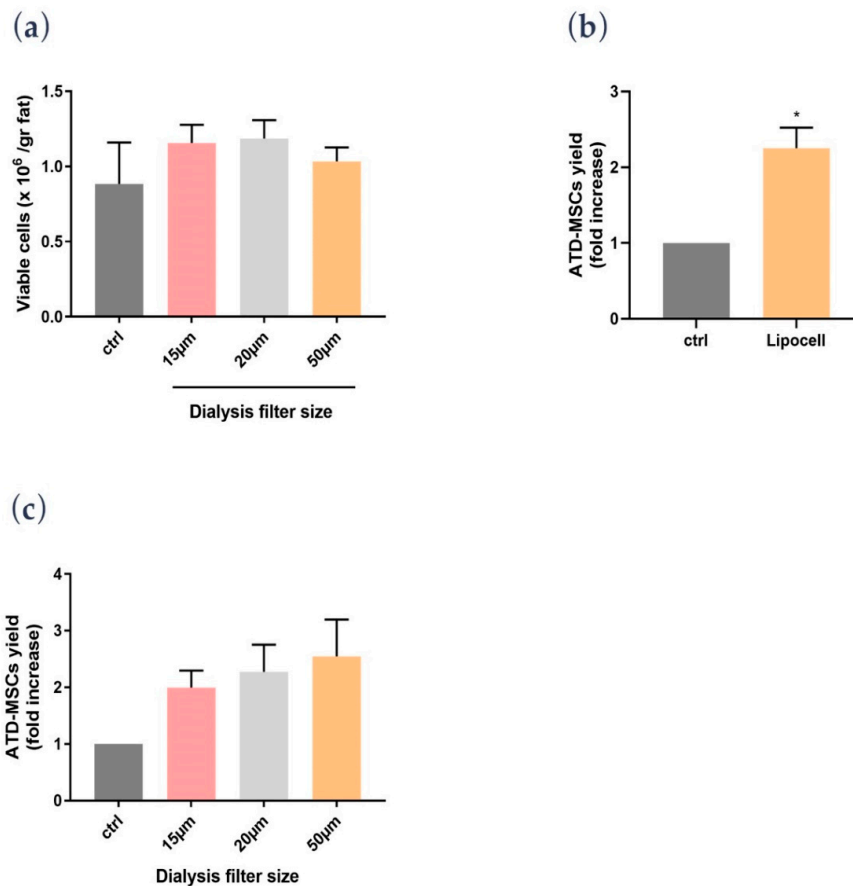 (a)
Viable cells (x 10⁶ /gr fat)
1.5
1.0
0.5
0.0
ctrl
15µm
20µm
50µm
Dialysis filter size
(b)
ATD-MSCs yield
(fold increase)
3
2
1
0
*
ctrl
Lipocell
(c)
ATD-MSCs yield
(fold increase)
4
3
2
1
0
ctrl
15µm
20µm
50µm
Dialysis filter size